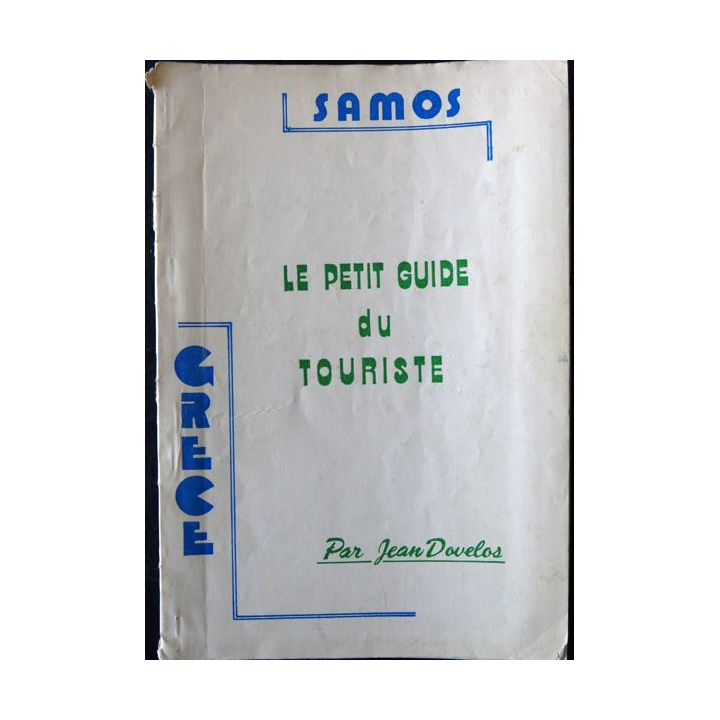 SAMOS
LE PETIT GUIDE
du
TOURISTE
GRECE
Par Jean Dovelos